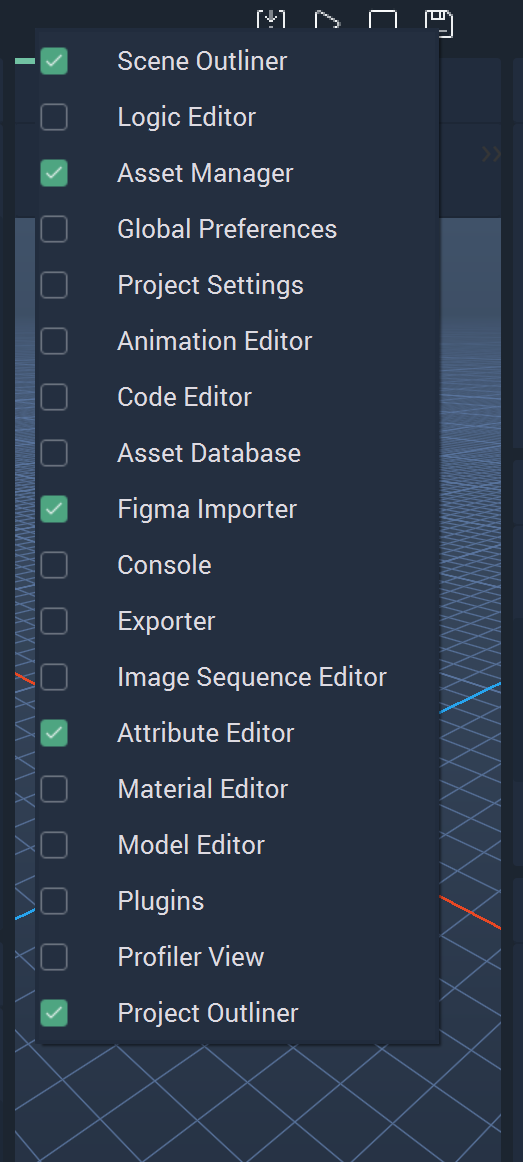 Scene Outliner
Logic Editor
Asset Manager
Global Preferences
Project Settings
Animation Editor
Code Editor
Asset Database
Figma Importer
Console
Exporter
Image Sequence Editor
Attribute Editor
Material Editor
Model Editor
Plugins
Profiler View
Project Outliner